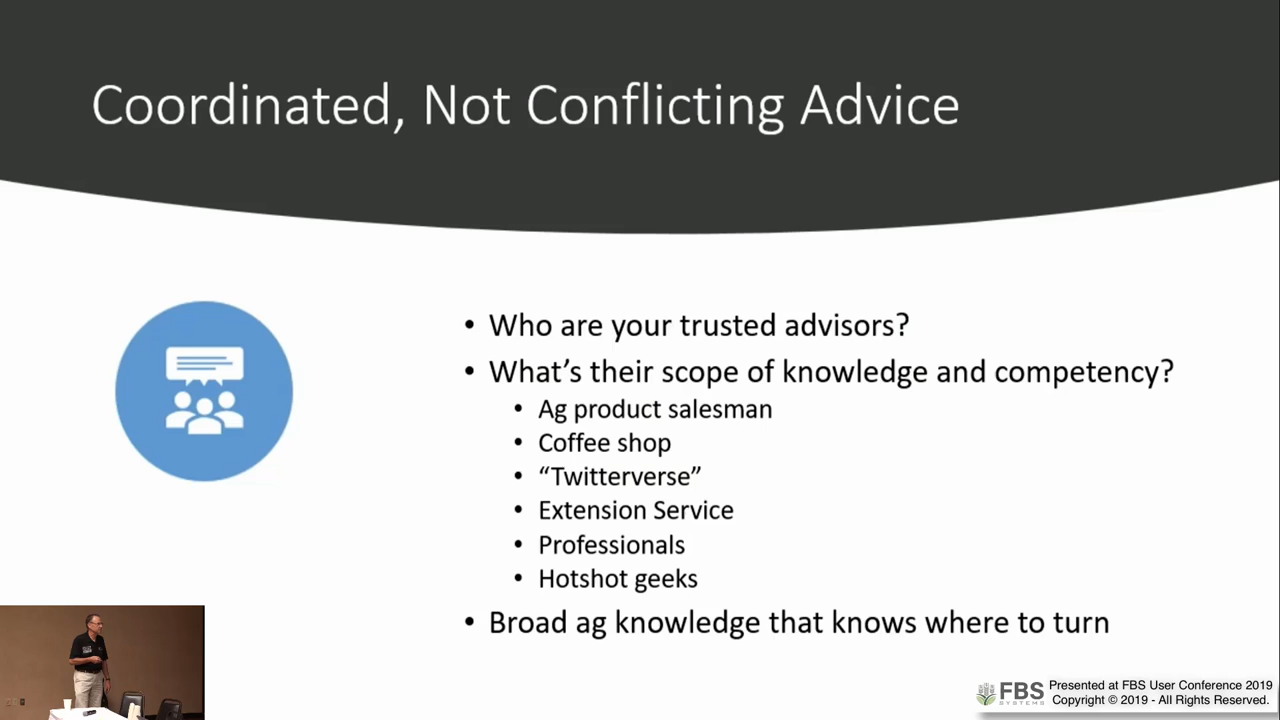 Coordinated, Not Conflicting Advice
• Who are your trusted advisors?
• What's their scope of knowledge and competency?
• Ag product salesman
• Coffee shop
• “Twitterverse”
• Extension Service
• Professionals
• Hotshot geeks
• Broad ag knowledge that knows where to turn
FBS
SYSTEMS
Presented at FBS User Conference 2019
Copyright © 2019 - All Rights Reserved.